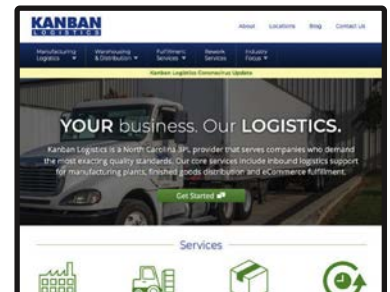 KANBAN
LOGISTICS
About Locations Blog Contact Us
Manufacturing Logistics
Warehousing & Distribution
Fulfillment Services
Rework Services
Industry Focus
Kanban Logistics Coronavirus Update
YOUR business. Our LOGISTICS.
Kanban Logistics is a North Carolina 3PL provider that serves companies who demand
the most exacting quality standards. Our core services include inbound logistics support
for manufacturing plants, finished goods distribution and eCommerce fulfillment.
Get Started
Services